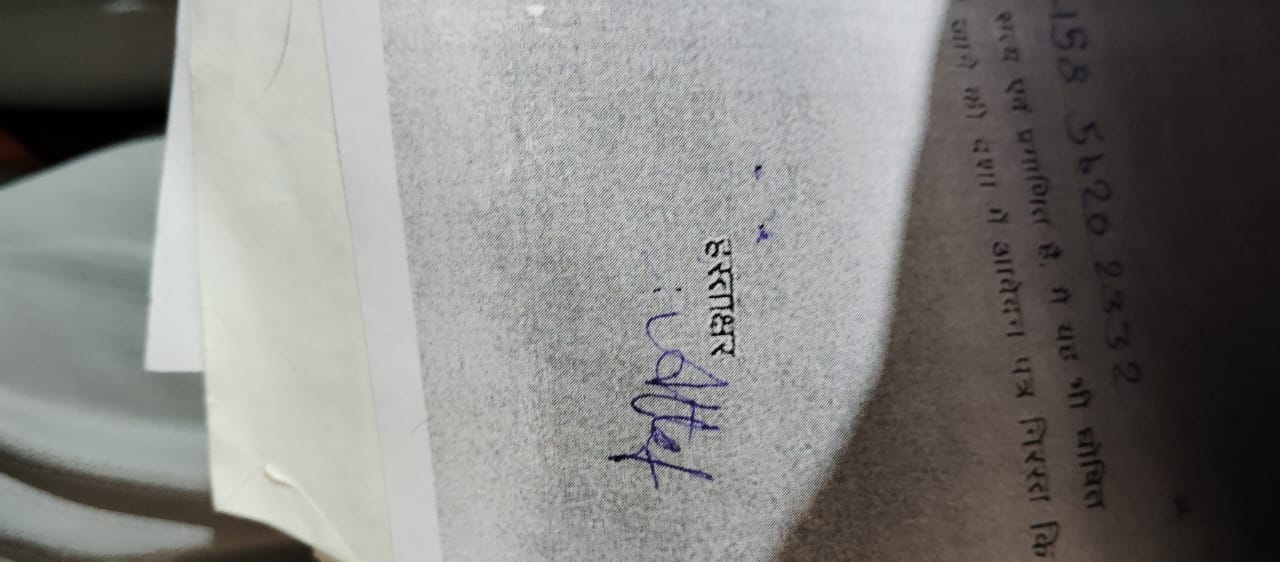 158 5620 2332
सत्य एवं प्रमाणित है. मैं यह भी घोषित
जाने की दशा में आवेदन पत्र निरस्त कि
हस्ताक्षर